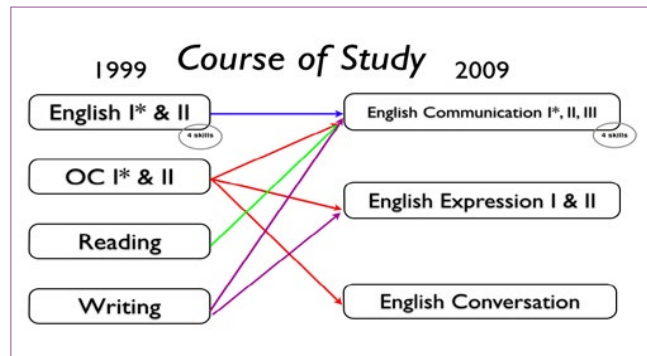 Course of Study
1999
2009
English I* & II
4 skills
English Communication I*, II, III
4 skills
OC I* & II
English Expression I & II
Reading
Writing
English Conversation